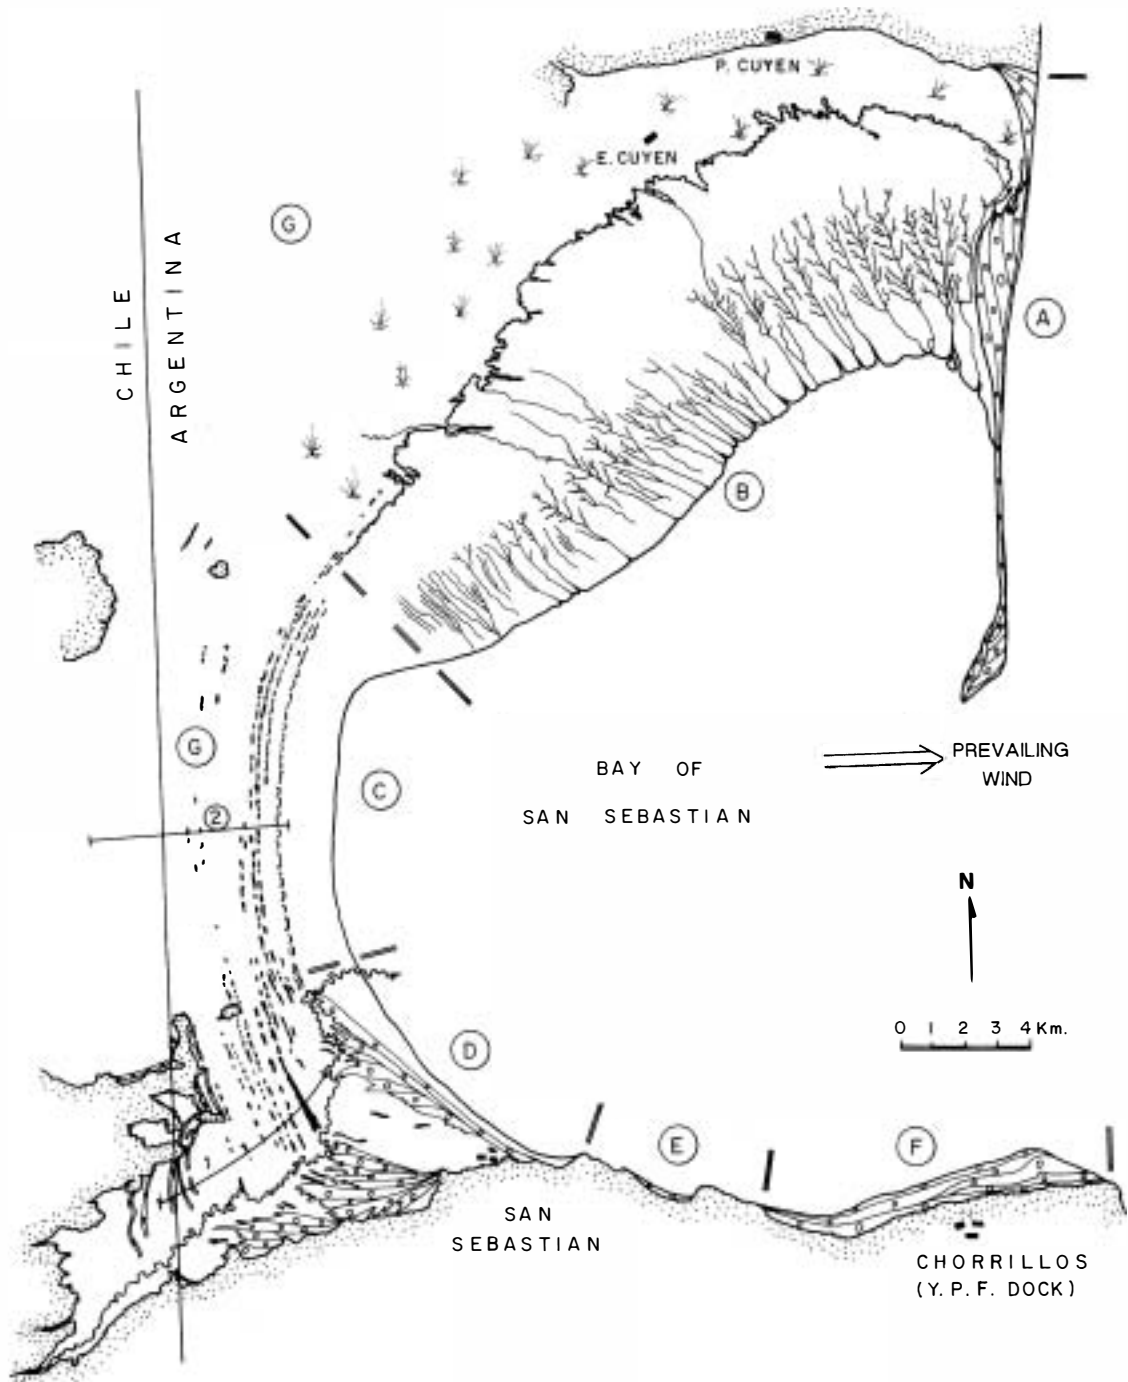 P. CUYEN
E. CUYEN
G
CHILE
ARGENTINA
A
B
G
C
2
BAY OF
SAN SEBASTIAN
PREVAILING
WIND
N
0 1 2 3 4 Km.
D
E
F
1
SAN
SEBASTIAN
CHORRILLOS
(Y.P.F. DOCK)